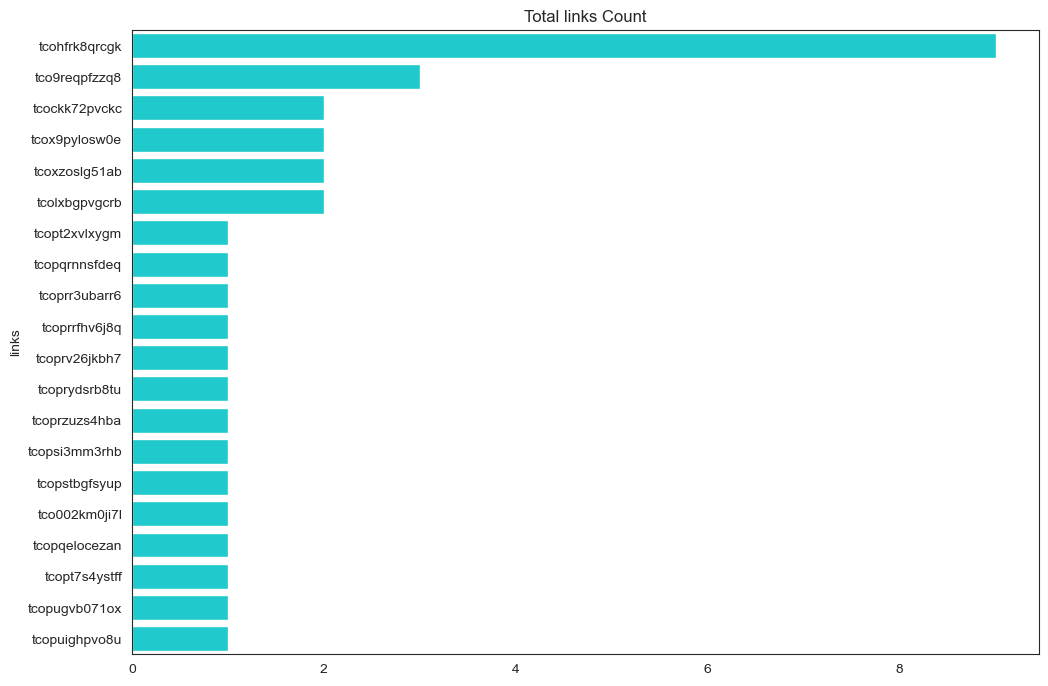 Total links Count
tcohfrk8qrcgk
tco9reqpfzzq8
tcockk72pvckc
tcox9pylosw0e
tcoxzoslg51ab
tcolxbgpvgcrb
tcopt2xvlxygm
tcopqrnnsfdeq
tcoprr3ubarr6
tcoprrfhv6j8q
links
tcoprv26jkbh7
tcoprydsrb8tu
tcoprzuzs4hba
tcopsi3mm3rhb
tcopstbgfsyup
tco002km0ji7l
tcopqelocezan
tcopt7s4ystff
tcopugvb071ox
tcopuighpvo8u
0 2 4 6 8